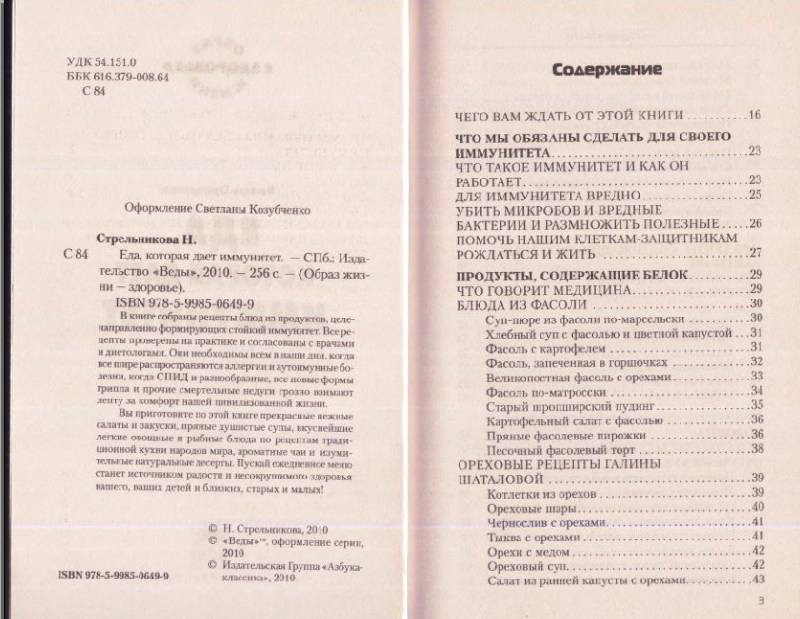 УДК 54.151.0
ББК 616.379-008.64
С 84
Оформление Светланы Козубченко
Стрельникова Н.
С 84
Еда, которая дает иммунитет. — СПб.: Изда-
тельство «Веды», 2010. — 256 с. — (Образ жиз-
ни — здоровье).
ISBN 978-5-9985-0649-9
В книге собраны рецепты блюд из продуктов, целе-
направленно формирующих стойкий иммунитет. Все ре-
цепты проверены на практике и согласованы с врачами
и диетологами. Они необходимы всем в наши дни, когда
все шире распространяются аллергии и аутоиммунные бо-
лезни, когда СПИД и разнообразные, все новые формы
гриппа и прочие смертельные недуги грозно взимают
лепту за комфорт нашей цивилизованной жизни.
Вы приготовите по этой книге прекрасные нежные
салаты и закуски, пряные душистые супы, вкуснейшие
легкие овощные и рыбные блюда по рецептам тради-
ционной кухни народов мира, ароматные чаи и изуми-
тельные натуральные десерты. Пускай ежедневное меню
станет источником радости и несокрушимого здоровья
вашего, ваших детей и близких, старых и малых!
© Н. Стрельникова, 2010
© «Веды»™, оформление серии,
2010
© Издательская Группа «Азбука-
классика», 2010
ISBN 978-5-9985-0649-9
Содержание
ЧЕГО ВАМ ЖДАТЬ ОТ ЭТОЙ КНИГИ ..........16
ЧТО МЫ ОБЯЗАНЫ СДЕЛАТЬ ДЛЯ СВОЕГО
ИММУНИТЕТА..........23
ЧТО ТАКОЕ ИММУНИТЕТ И КАК ОН
РАБОТАЕТ..........23
ДЛЯ ИММУНИТЕТА ВРЕДНО ..........25
УБИТЬ МИКРОБОВ И ВРЕДНЫЕ
БАКТЕРИИ И РАЗМНОЖИТЬ ПОЛЕЗНЫЕ ..26
ПОМОЧЬ НАШИМ КЛЕТКАМ-ЗАЩИТНИКАМ
РОЖДАТЬСЯ И ЖИТЬ ..........27
ПРОДУКТЫ, СОДЕРЖАЩИЕ БЕЛОК..........29
ЧТО ГОВОРИТ МЕДИЦИНА..........29
БЛЮДА ИЗ ФАСОЛИ ..........30
Суп-пюре из фасоли по-марсельски ..........30
Хлебный суп с фасолью и цветной капустой ...31
Фасоль с картофелем ..........31
Фасоль, запеченная в горшочках ..........32
Великопостная фасоль с орехами..........33
Фасоль по-матросски ..........34
Старый шропширский пудинг ..........35
Картофельный салат с фасолью ..........36
Пряные фасолевые пирожки ..........36
Песочный фасолевый торт ..........38
ОРЕХОВЫЕ РЕЦЕПТЫ ГАЛИНЫ
ШАТАЛОВОЙ ..........39
Котлетки из орехов ..........39
Ореховые шары..........40
Чернослив с орехами..........41
Тыква с орехами ..........41
Орехи с медом ..........42
Ореховый суп..........42
Салат из ранней капусты с орехами..........43
3